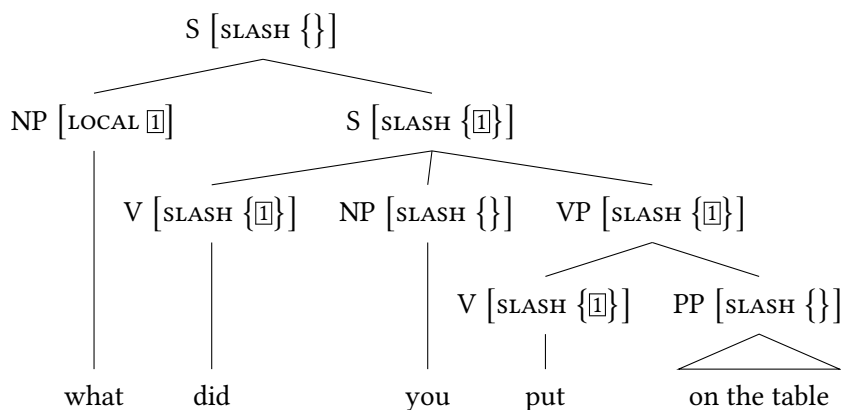 S [SLASH {}]
NP [LOCAL 1] S [SLASH {1}]
V [SLASH {1}] NP [SLASH {}] VP [SLASH {1}]
V [SLASH {1}] PP [SLASH {}]
what did you put on the table